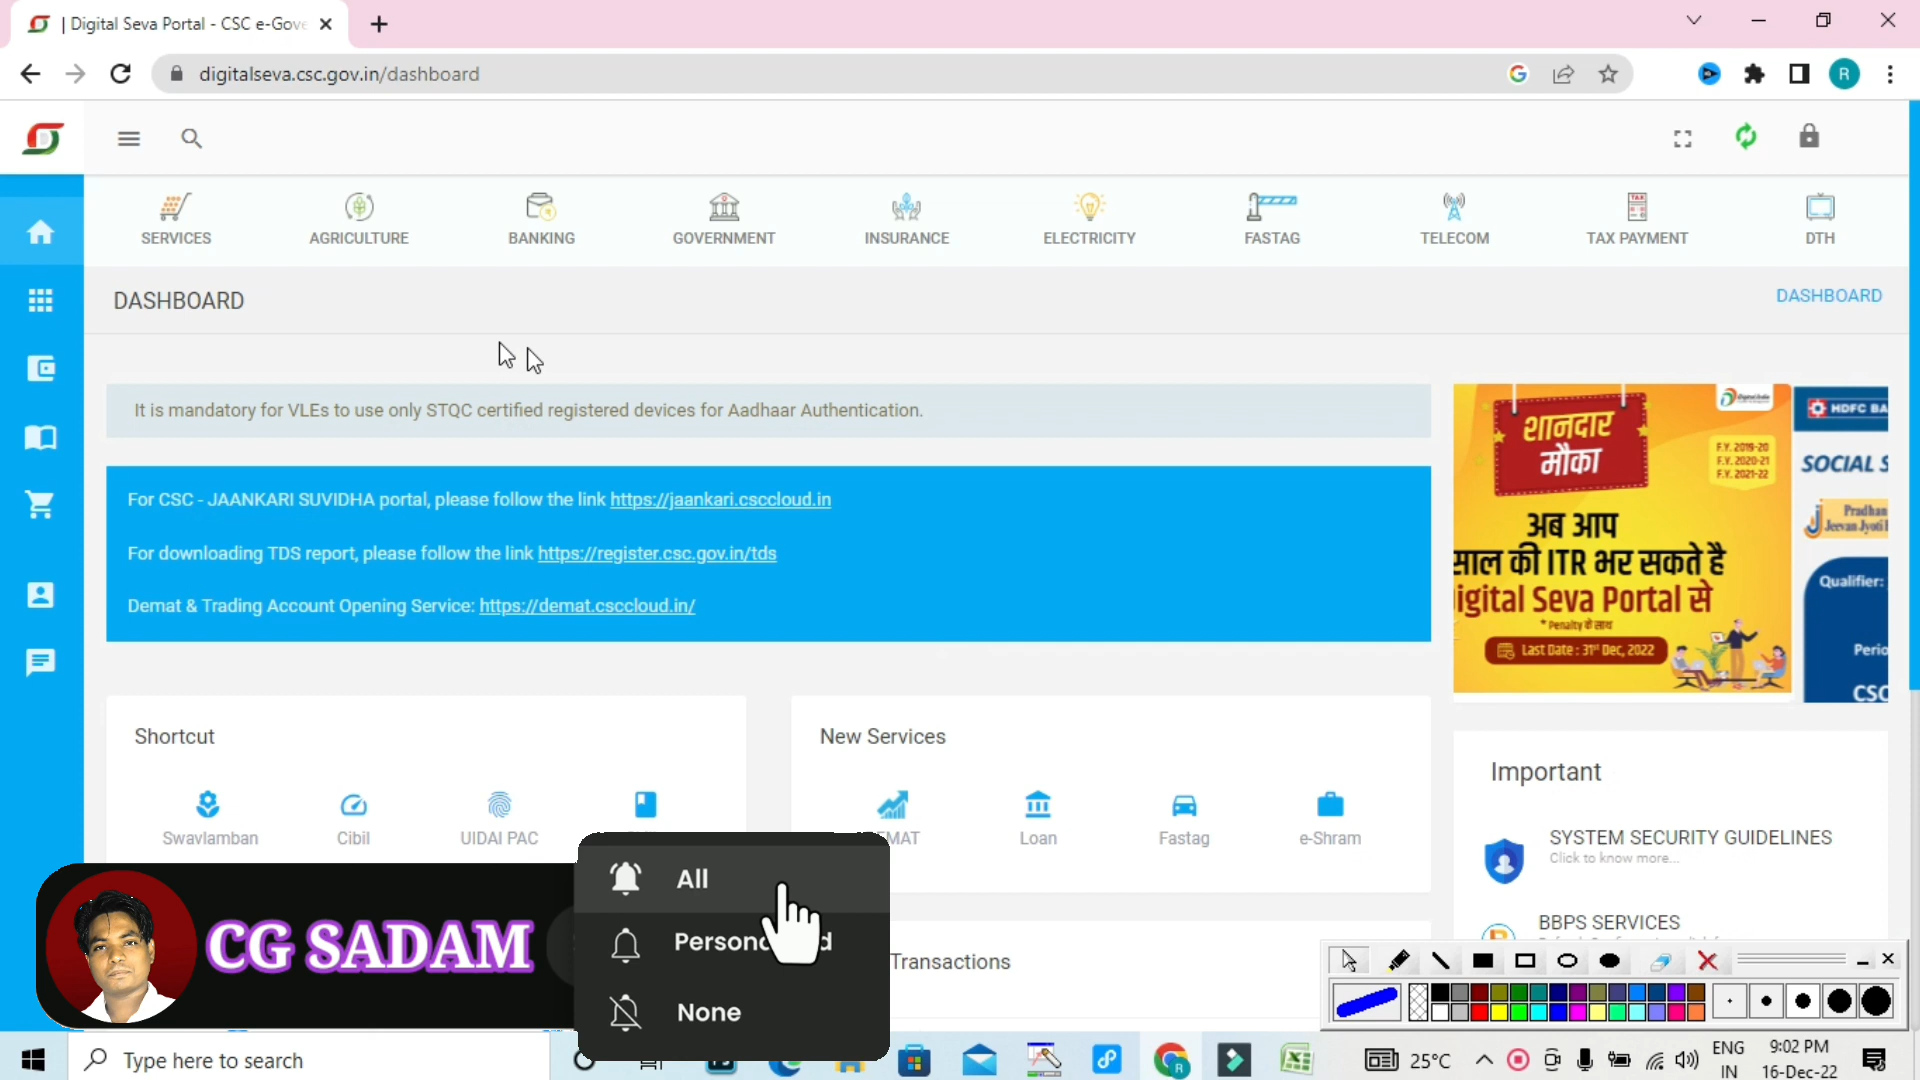 | Digital Seva Portal - CSC e-Gove
digitalseva.csc.gov.in/dashboard
R
SERVICES
AGRICULTURE
BANKING
GOVERNMENT
INSURANCE
ELECTRICITY
FASTAG
TELECOM
TAX PAYMENT
DTH
DASHBOARD
DASHBOARD
It is mandatory for VLEs to use only STQC certified registered devices for Aadhaar Authentication.
For CSC - JAANKARI SUVIDHA portal, please follow the link https://jaankari.csccloud.in
For downloading TDS report, please follow the link https://register.csc.gov.in/tds
Demat & Trading Account Opening Service: https://demat.csccloud.in/
शानदार
मौका
F.Y. 2019-20
F.Y. 2020-21
F.Y. 2021-22
अब आप
साल की ITR भर सकते है
igital Seva Portal से
* Penalty के साथ
Last Date : 31st Dec, 2022
HDFC BA
SOCIAL S
Pradhan
Jeevan Jyoti
Qualifier:
Perio
CSC
Shortcut
Swavlamban
Cibil
UIDAI PAC
New Services
EMAT
Loan
Fastag
e-Shram
Important
SYSTEM SECURITY GUIDELINES
Click to know more...
BBPS SERVICES
Transactions
CG SADAM
All
None
Type here to search
25°C
ENG
IN
9:02 PM
16-Dec-22